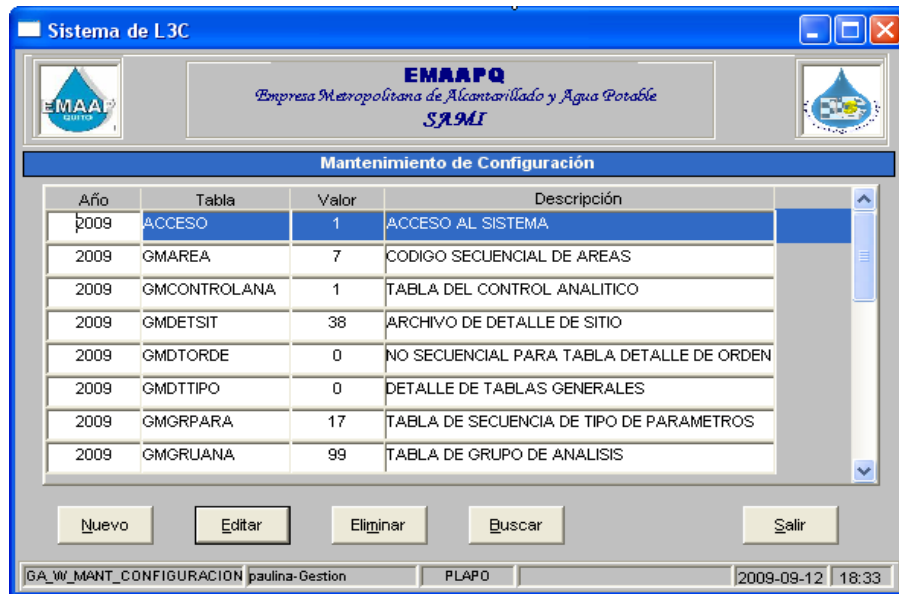 Sistema de L3C
EMAAPQ
Empresa Metropolitana de Alcantarillado y Agua Potable
SAMI
EMAAP
QUITO
Mantenimiento de Configuración
Año Tabla Valor Descripción
2009 ACCESO 1 ACCESO AL SISTEMA
2009 GMAREA 7 CODIGO SECUENCIAL DE AREAS
2009 GMCONTROLANA 1 TABLA DEL CONTROL ANALITICO
2009 GMDETSIT 38 ARCHIVO DE DETALLE DE SITIO
2009 GMDTORDE 0 NO SECUENCIAL PARA TABLA DETALLE DE ORDEN
2009 GMDTTIPO 0 DETALLE DE TABLAS GENERALES
2009 GMGRPARA 17 TABLA DE SECUENCIA DE TIPO DE PARAMETROS
2009 GMGRUANA 99 TABLA DE GRUPO DE ANALISIS
Nuevo Editar Eliminar Buscar Salir
GA_W_MANT_CONFIGURACION paulina-Gestion PLAPO 2009-09-12 18:33